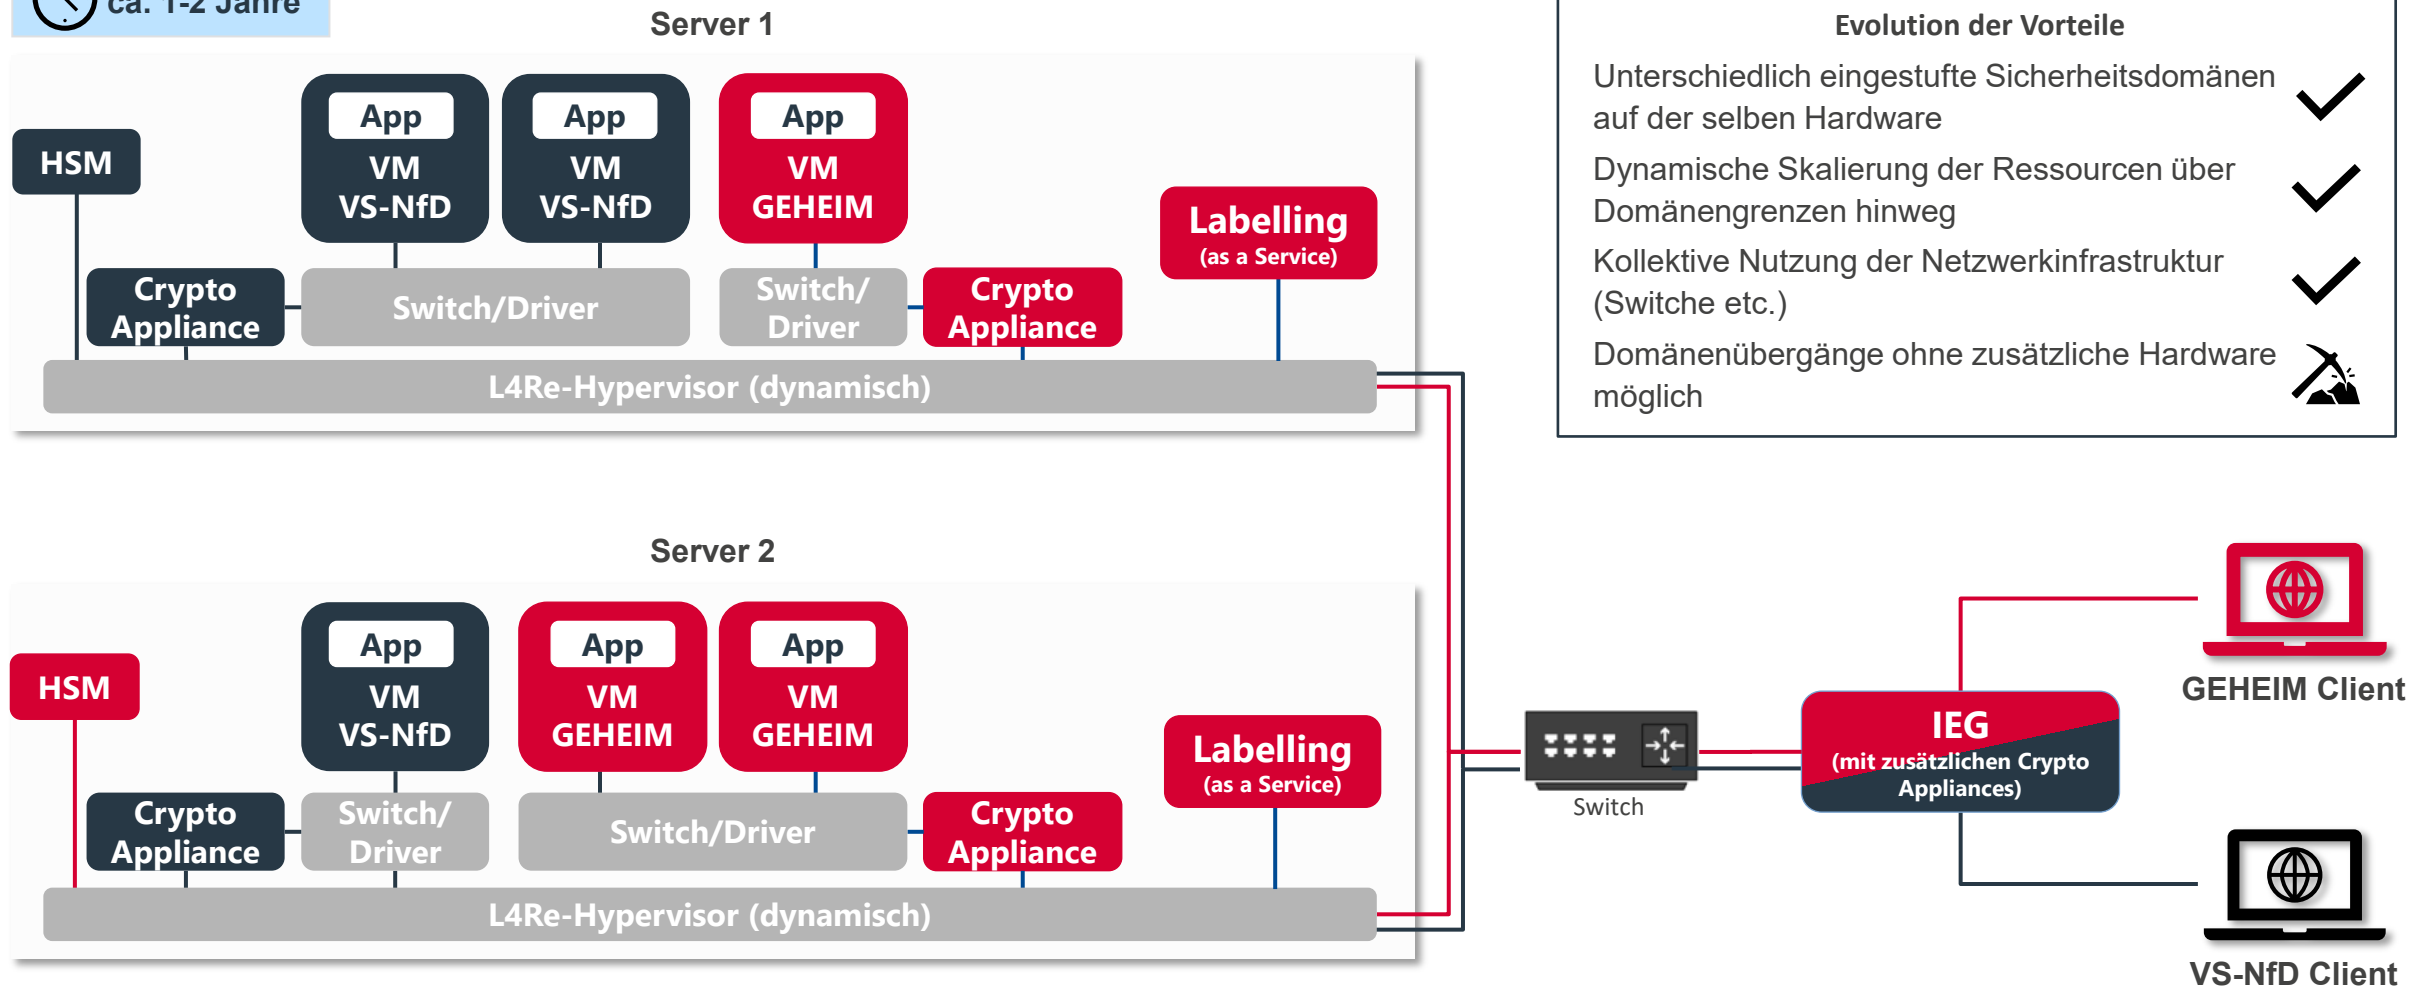 ca. 1-2 Jahre
Server 1
HSM
App
VM
VS-NfD
App
VM
VS-NfD
App
VM
GEHEIM
Labelling
(as a Service)
Crypto
Appliance
Switch/Driver
Switch/
Driver
Crypto
Appliance
L4Re-Hypervisor (dynamisch)
Evolution der Vorteile
Unterschiedlich eingestufte Sicherheitsdomänen
auf der selben Hardware
Dynamische Skalierung der Ressourcen über
Domänengrenzen hinweg
Kollektive Nutzung der Netzwerkinfrastruktur
(Switche etc.)
Domänenübergänge ohne zusätzliche Hardware
möglich
Server 2
HSM
App
VM
VS-NfD
App
VM
GEHEIM
App
VM
GEHEIM
Labelling
(as a Service)
Crypto
Appliance
Switch/
Driver
Switch/Driver
Crypto
Appliance
L4Re-Hypervisor (dynamisch)
Switch
IEG
(mit zusätzlichen Crypto
Appliances)
GEHEIM Client
VS-NfD Client